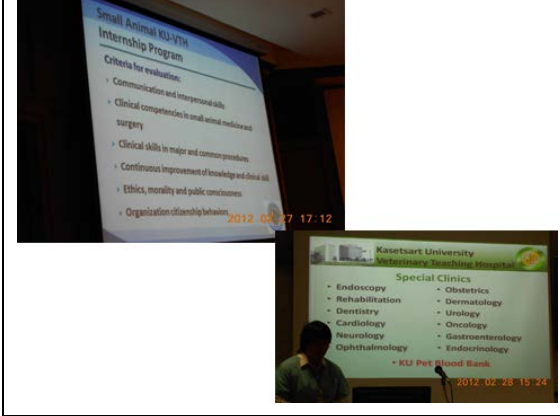 Small Animal KU-VTH
Internship Program
Criteria for evaluation:
Communication and interpersonal skills
Clinical competencies in small animal medicine and
surgery
Clinical skills in major and common procedures
Continuous improvement of knowledge and clinical skill
Ethics, morality and public consciousness
Organization citizenship behaviors
2012. 02. 27 17:12
Kasetsart University
Veterinary Teaching Hospital
Special Clinics
• Endoscopy
• Rehabilitation
• Dentistry
• Cardiology
Neurology
Ophthalmology
• Obstetrics
• Dermatology
• Urology
• Oncology
• Gastroenterology
• Endocrinology
• KU Pet Blood Bank
2012. 02. 28 15:24